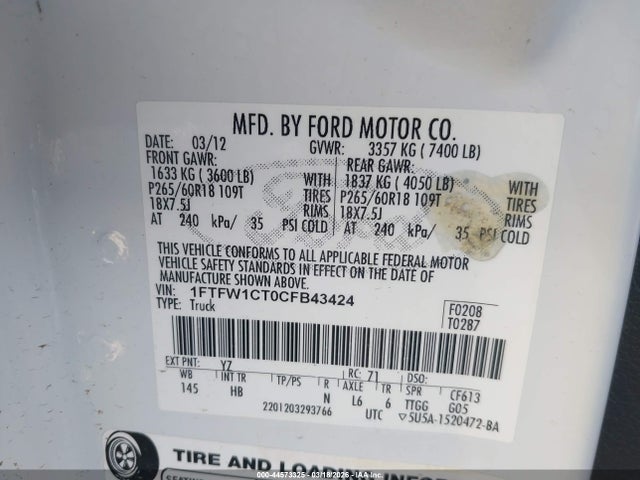 MFD. BY FORD MOTOR CO.
DATE: 03/12 GVWR: 3357 KG ( 7400 LB)
FRONT GAWR: REAR GAWR:
1633 KG ( 3600 LB) WITH 1837 KG ( 4050 LB) WITH
P265/60R18 109T TIRES P265/60R18 109T TIRES
18X7.5J RIMS 18X7.5J RIMS
AT 240 kPa/ 35 PSI COLD AT 240 kPa/ 35 PSI COLD
THIS VEHICLE CONFORMS TO ALL APPLICABLE FEDERAL MOTOR
VEHICLE SAFETY STANDARDS IN EFFECT ON THE DATE OF
MANUFACTURE SHOWN ABOVE.
VIN: 1FTFW1CT0CFB43424 F0208
TYPE: Truck T0287
EXT PNT: YZ RC: 71 DSO:
WB INT TR TP/PS R AXLE TR SPR CF613
145 HB N L6 6 TTGG G05
2201203293766 UTC 5U5A-1520472-BA
TIRE AND LOADING
© 44573325 - 03/18/2026 - IAAI